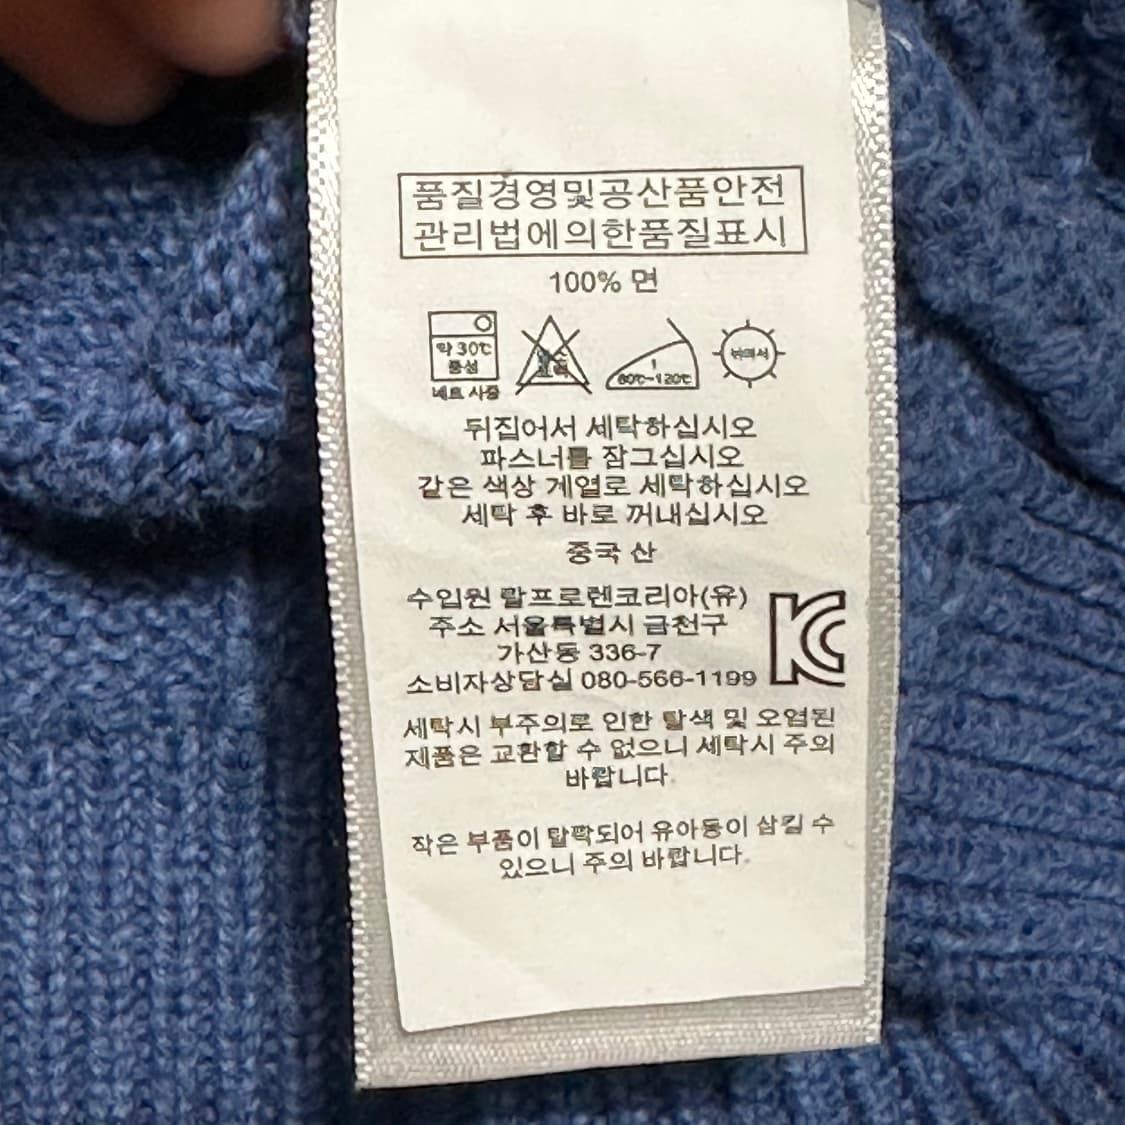 품질경영및공산품안전
관리법에의한품질표시
100% 면
약 30℃
중성
네트 사용
염소
표백
60℃~120℃
뉘여서
뒤집어서 세탁하십시오
파스너를 잠그십시오
같은 색상 계열로 세탁하십시오
세탁 후 바로 꺼내십시오
중국 산
수입원 랄프로렌코리아(유)
주소 서울특별시 금천구
가산동 336-7
소비자상담실 080-566-1199
KC
세탁시 부주의로 인한 탈색 및 오염된
제품은 교환할 수 없으니 세탁시 주의
바랍니다.
작은 부품이 탈락되어 유아동이 삼킬 수
있으니 주의 바랍니다.